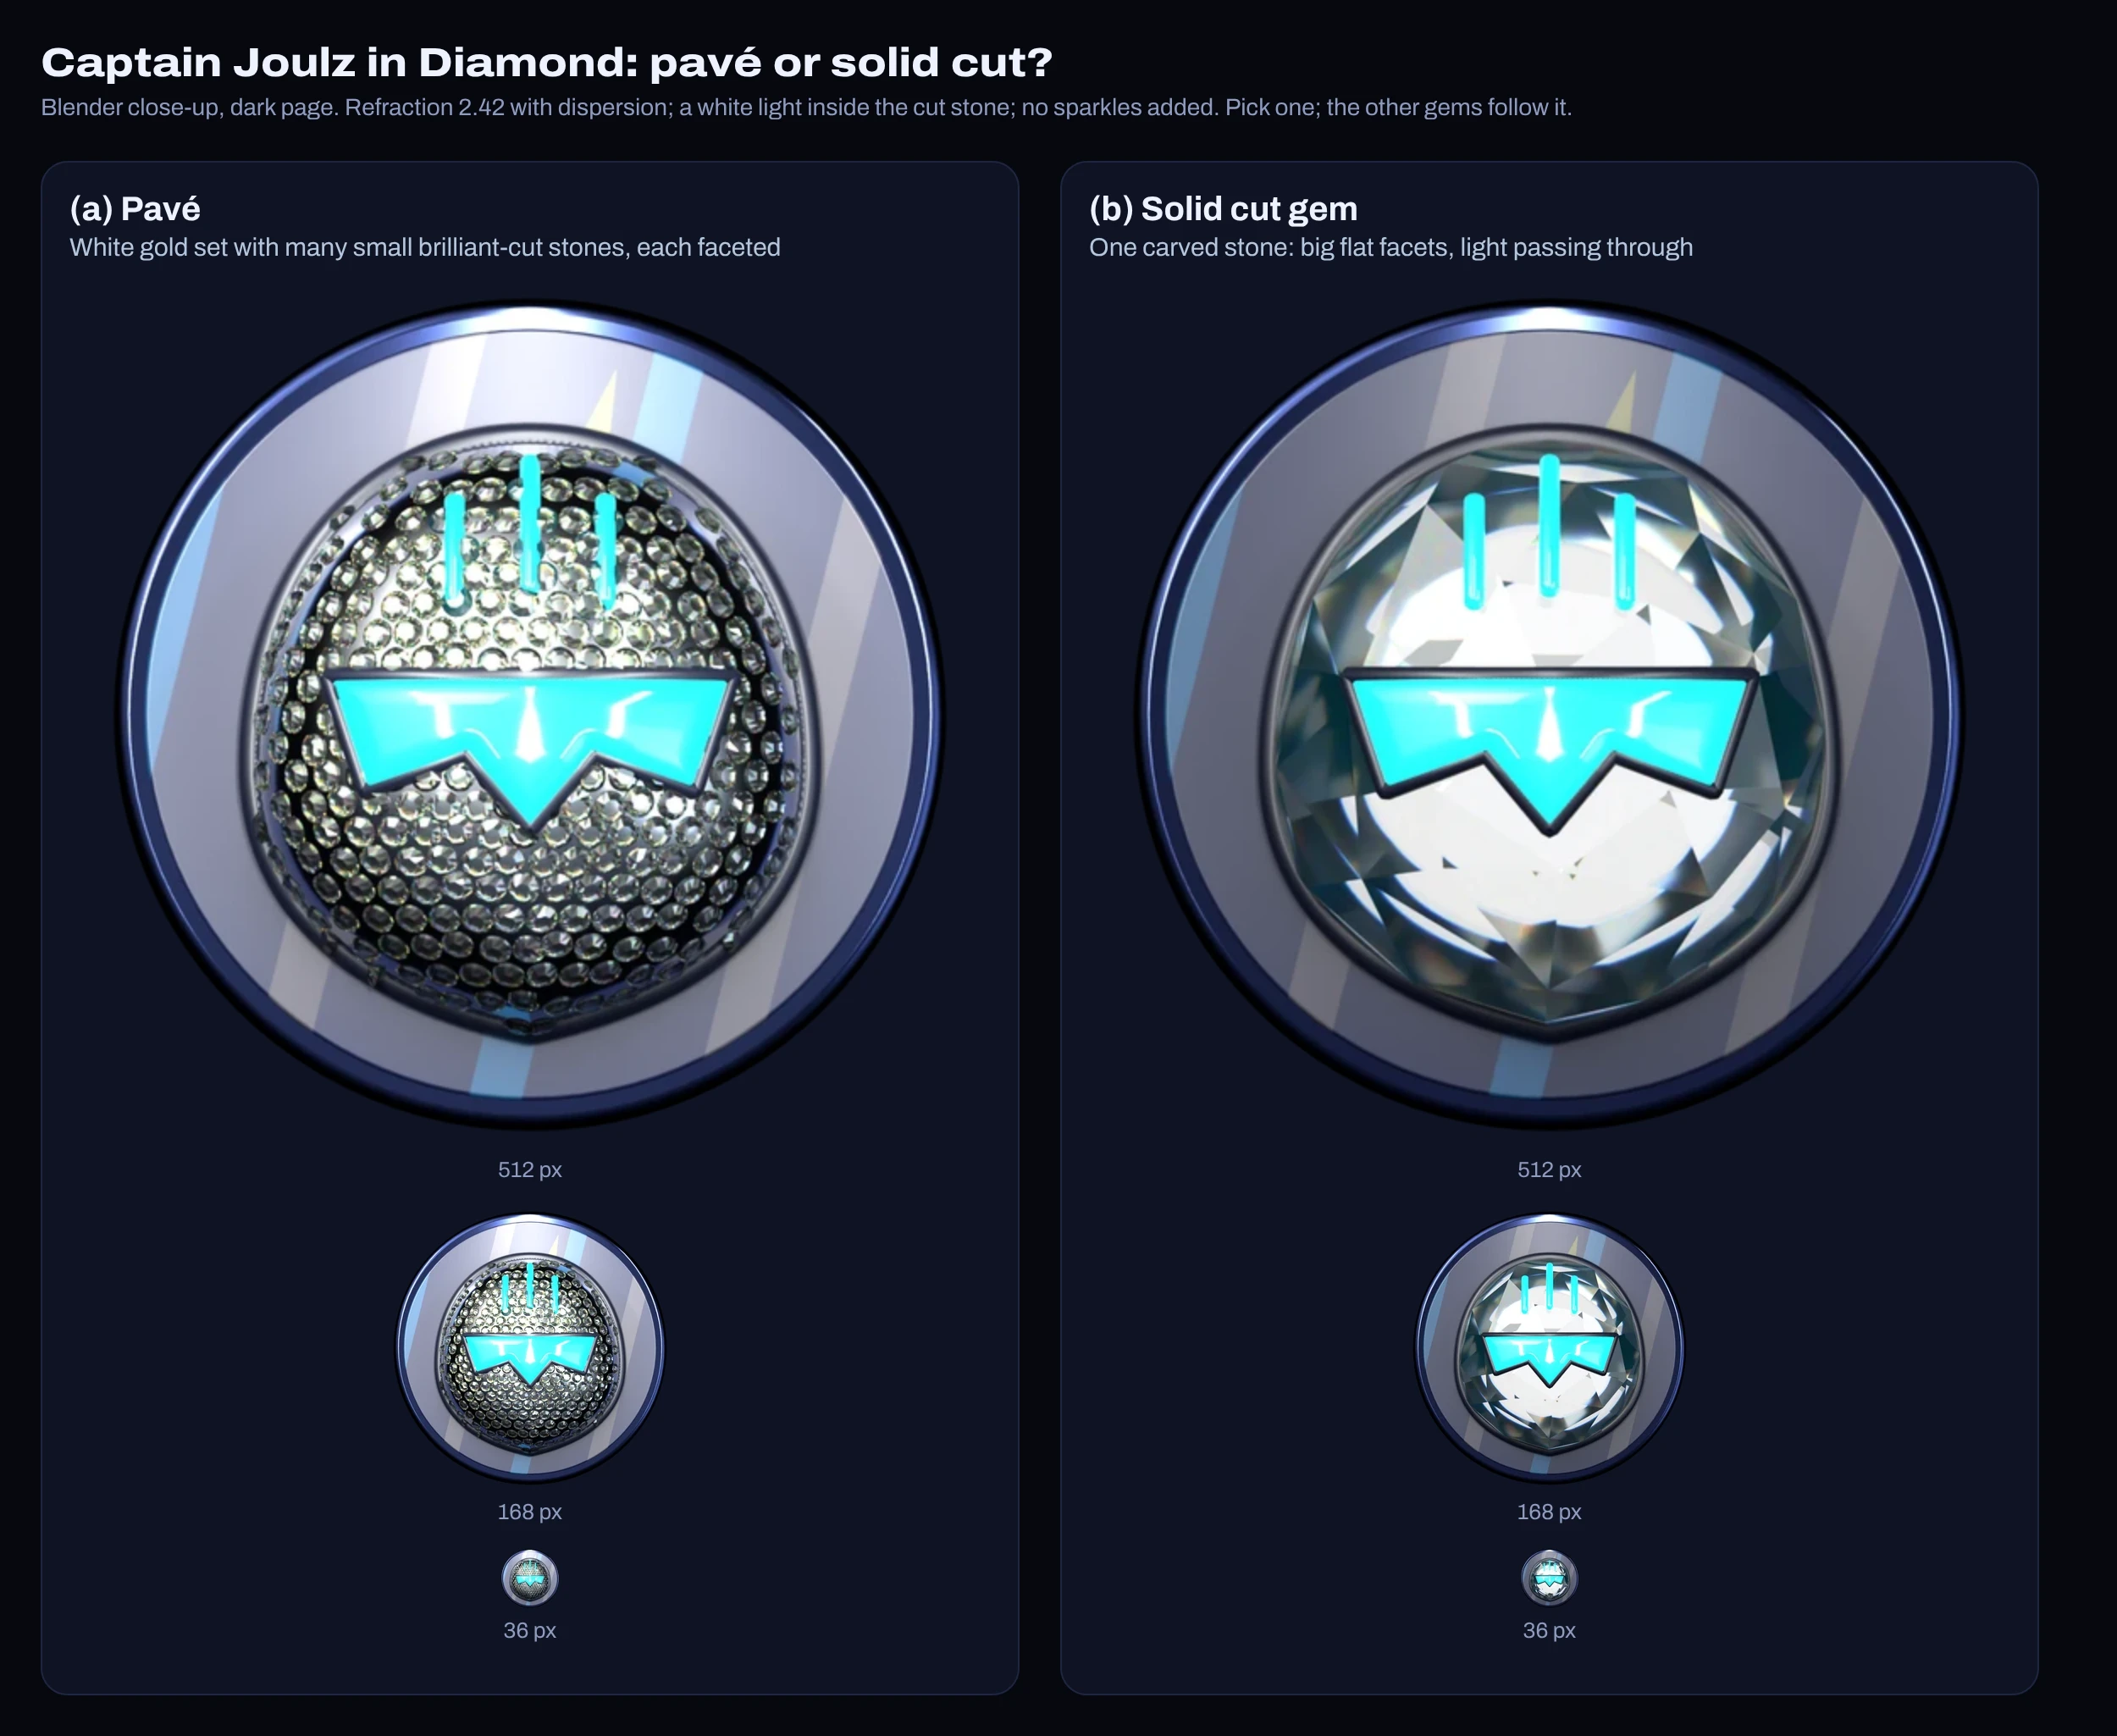 Captain Joulz in Diamond: pavé or solid cut?
Blender close-up, dark page. Refraction 2.42 with dispersion; a white light inside the cut stone; no sparkles added. Pick one; the other gems follow it.
(a) Pavé
White gold set with many small brilliant-cut stones, each faceted
512 px
168 px
36 px
(b) Solid cut gem
One carved stone: big flat facets, light passing through
512 px
168 px
36 px